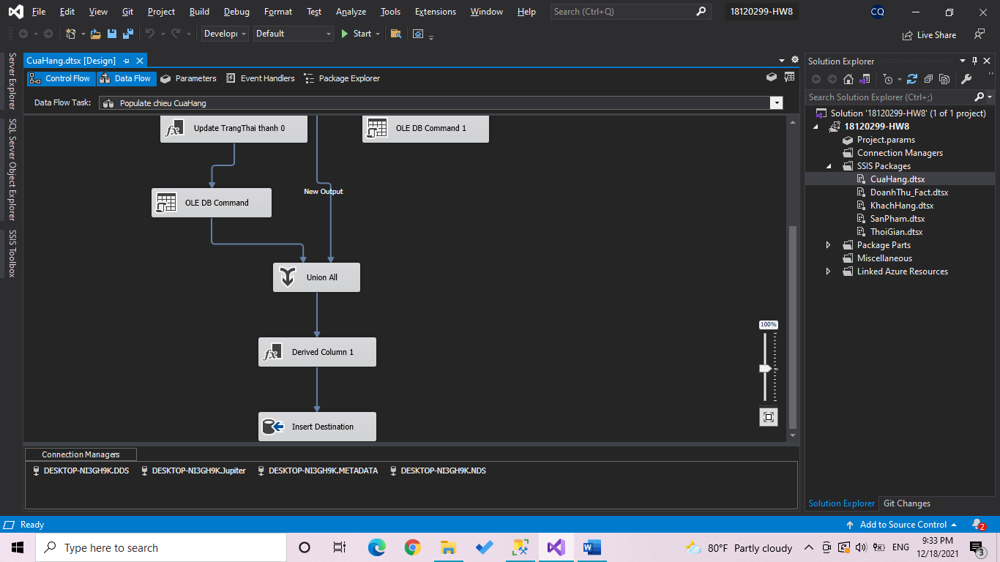 File Edit View Git Project Build Debug Format Test Analyze Tools Extensions Window Help Search (Ctrl+Q) 18120299-HW8 CQ
Developı Default Start Live Share
CuaHang.dtsx [Design]
Control Flow Data Flow Parameters Event Handlers Package Explorer
Data Flow Task: Populate chieu CuaHang
Server Explorer
SQL Server Object Explorer
SSIS Toolbox
Update TrangThai thanh 0
OLE DB Command 1
New Output
OLE DB Command
Union All
Derived Column 1
Insert Destination
100%
Connection Managers
DESKTOP-NI3GH9K.DDS DESKTOP-NI3GH9K.Jupiter DESKTOP-NI3GH9K.METADATA DESKTOP-NI3GH9K.NDS
Solution Explorer
Search Solution Explorer (Ctrl+;)
Solution '18120299-HW8' (1 of 1 project)
18120299-HW8
Project.params
Connection Managers
SSIS Packages
CuaHang.dtsx
DoanhThu_Fact.dtsx
KhachHang.dtsx
SanPham.dtsx
ThoiGian.dtsx
Package Parts
Miscellaneous
Linked Azure Resources
Solution Explorer Git Changes
Ready Add to Source Control 2
Type here to search 80°F Partly cloudy ENG 9:33 PM
12/18/2021 3